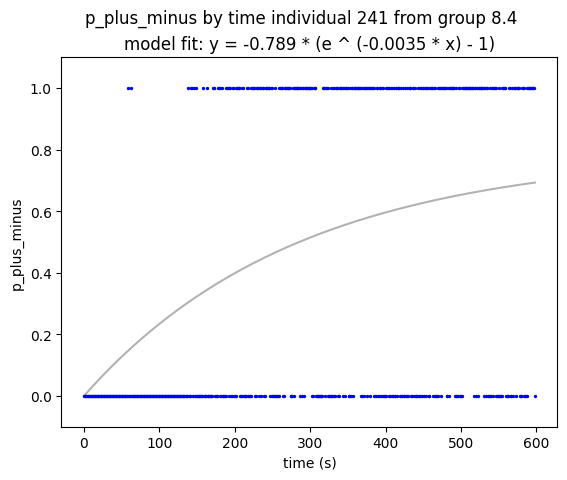 p_plus_minus by time individual 241 from group 8.4
model fit: y = -0.789 * (e ^ (-0.0035 * x) - 1)
1.0
0.8
0.6
0.4
0.2
0.0
p_plus_minus
0 100 200 300 400 500 600
time (s)